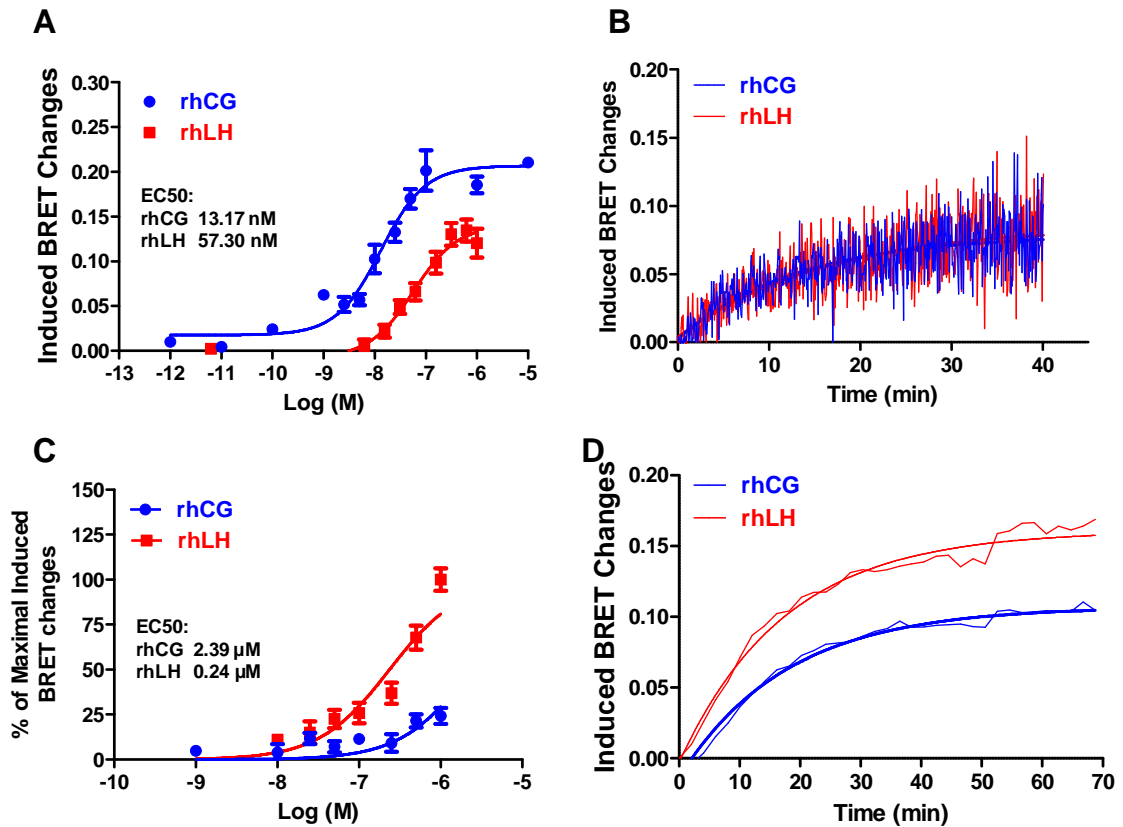 A
Induced BRET Changes
0.30
0.25
0.20
0.15
0.10
0.05
0.00
rhCG
rhLH
EC50:
rhCG 13.17 nM
rhLH 57.30 nM
-13 -12 -11 -10 -9 -8 -7 -6 -5
Log (M)
B
Induced BRET Changes
0.20
0.15
0.10
0.05
0.00
rhCG
rhLH
0 10 20 30 40
Time (min)
C
% of Maximal Induced
BRET changes
150
125
100
75
50
25
0
rhCG
rhLH
EC50:
rhCG 2.39 µM
rhLH 0.24 µM
-10 -9 -8 -7 -6 -5
Log (M)
D
Induced BRET Changes
0.20
0.15
0.10
0.05
0.00
rhCG
rhLH
0 10 20 30 40 50 60 70
Time (min)